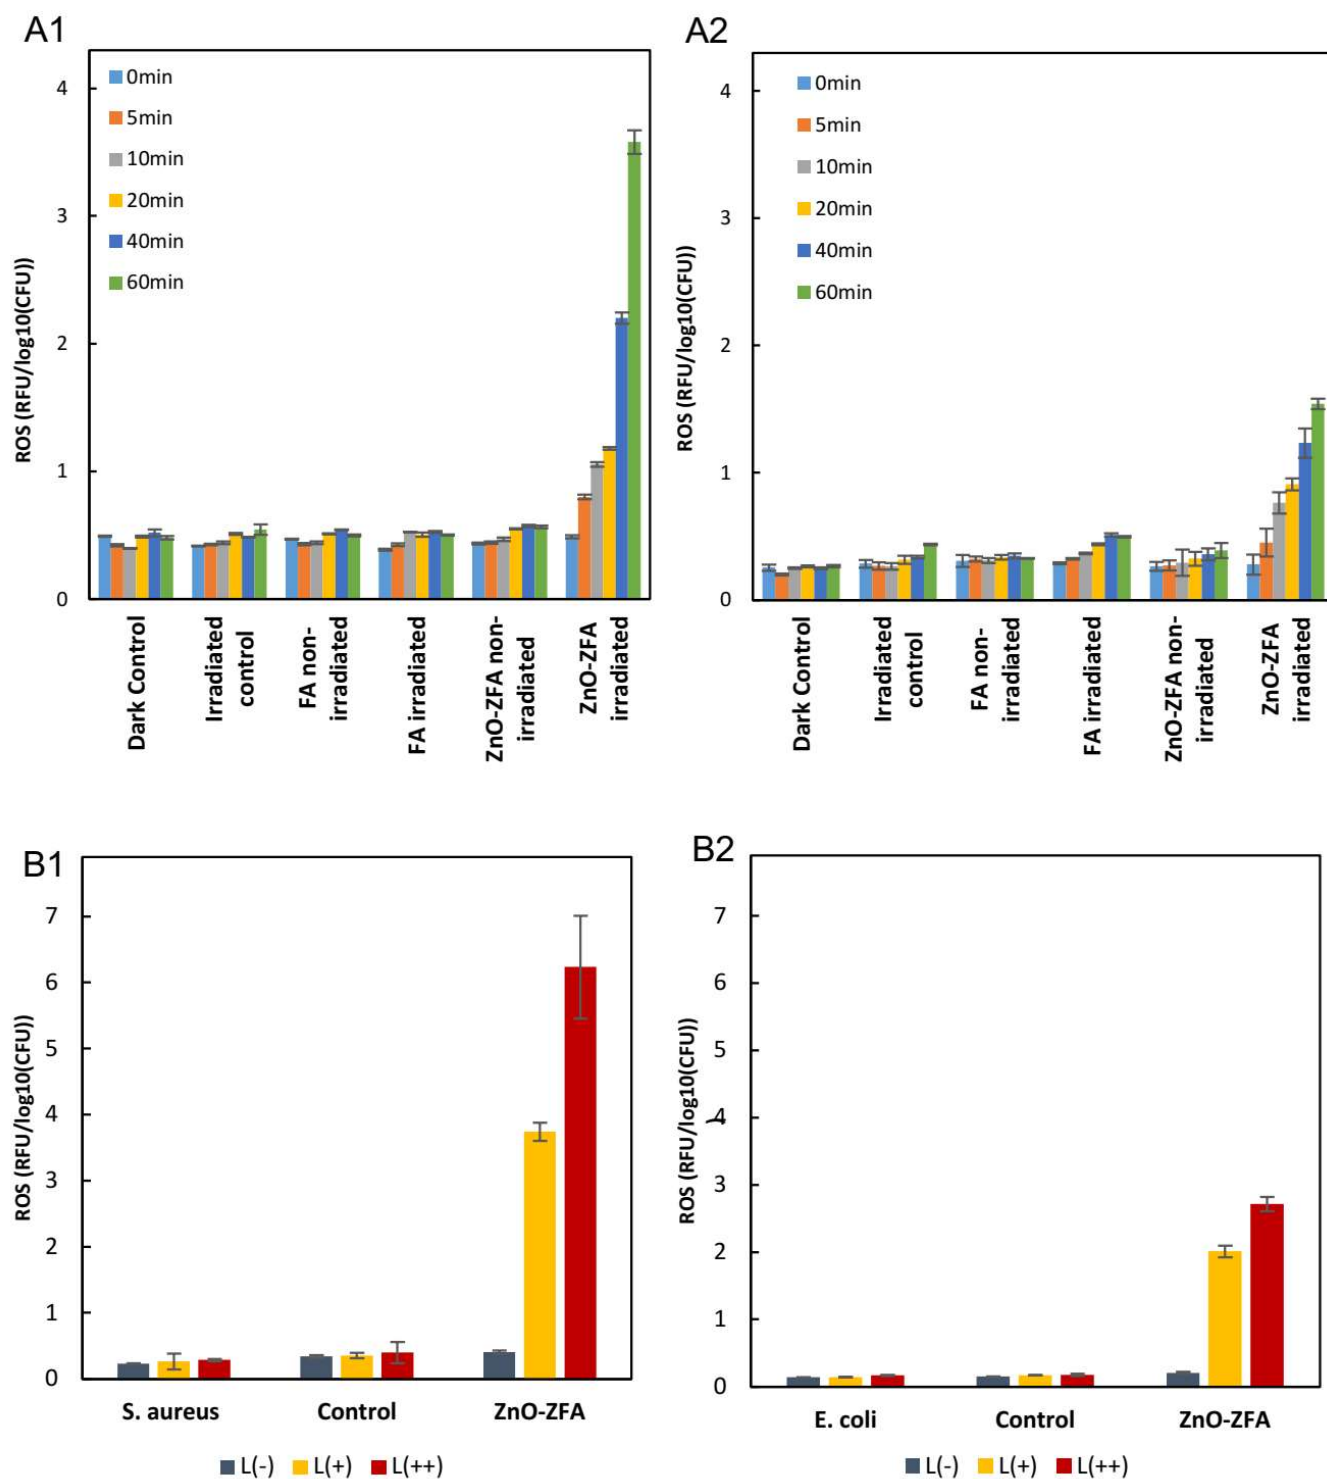 A1
4
3
2
1
0
ROS (RFU/log10(CFU))
0min
5min
10min
20min
40min
60min
Dark Control
Irradiated
control
FA non-
irradiated
FA irradiated
ZnO-ZFA non-
irradiated
ZnO-ZFA
irradiated
A2
4
3
2
1
0
ROS (RFU/log10(CFU))
0min
5min
10min
20min
40min
60min
Dark Control
Irradiated
control
FA non-
irradiated
FA irradiated
ZnO-ZFA non-
irradiated
ZnO-ZFA
irradiated
B1
7
6
5
4
3
2
1
0
ROS (RFU/log10(CFU))
S. aureus
Control
ZnO-ZFA
L(-) L(+) L(++)
B2
7
6
5
4
3
2
1
0
ROS (RFU/log10(CFU)
)
E. coli
Control
ZnO-ZFA
L(-) L(+) L(++)